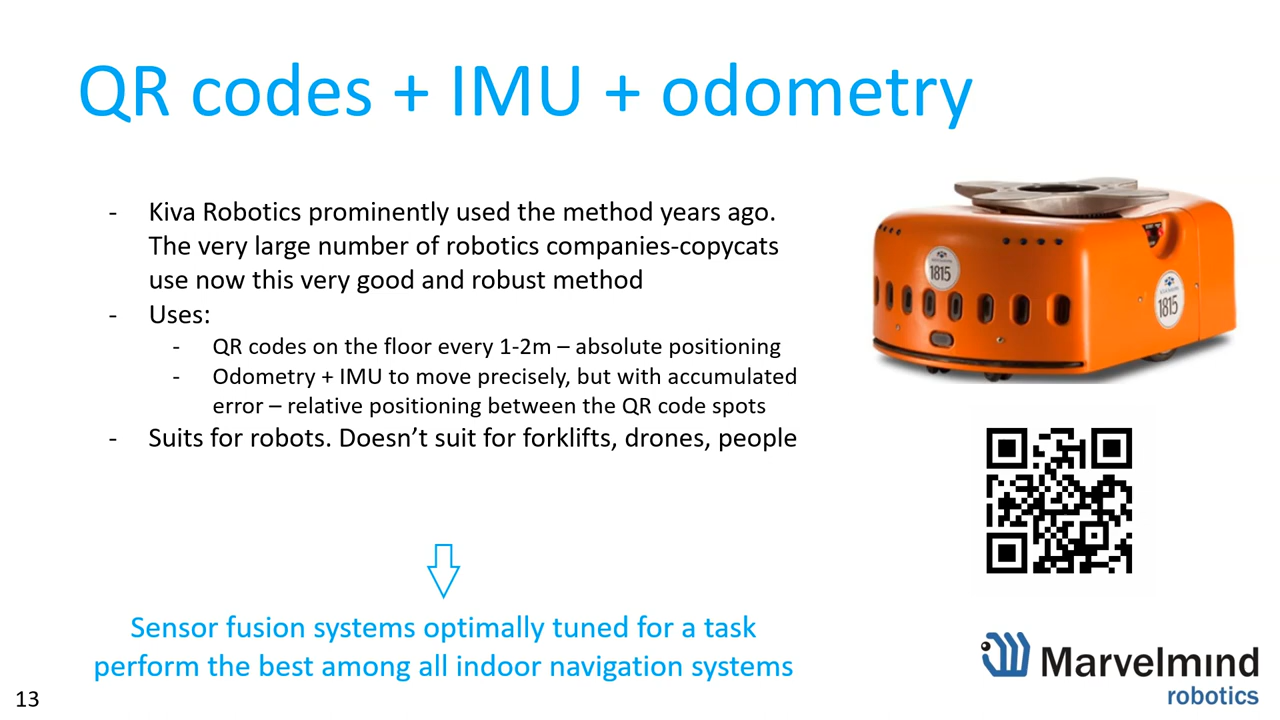 QR codes + IMU + odometry
- Kiva Robotics prominently used the method years ago.
The very large number of robotics companies-copycats
use now this very good and robust method
- Uses:
- QR codes on the floor every 1-2m – absolute positioning
- Odometry + IMU to move precisely, but with accumulated
error – relative positioning between the QR code spots
- Suits for robots. Doesn’t suit for forklifts, drones, people
1815
1815
Sensor fusion systems optimally tuned for a task
perform the best among all indoor navigation systems
Marvelmind
robotics
13